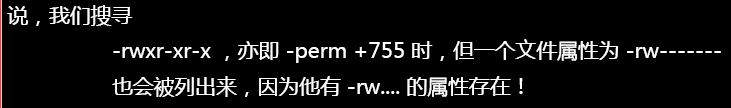 说，我们搜寻
-rwxr-xr-x ，亦即 -perm +755 时，但一个文件属性为 -rw-------
也会被列出来，因为他有 -rw.... 的属性存在！